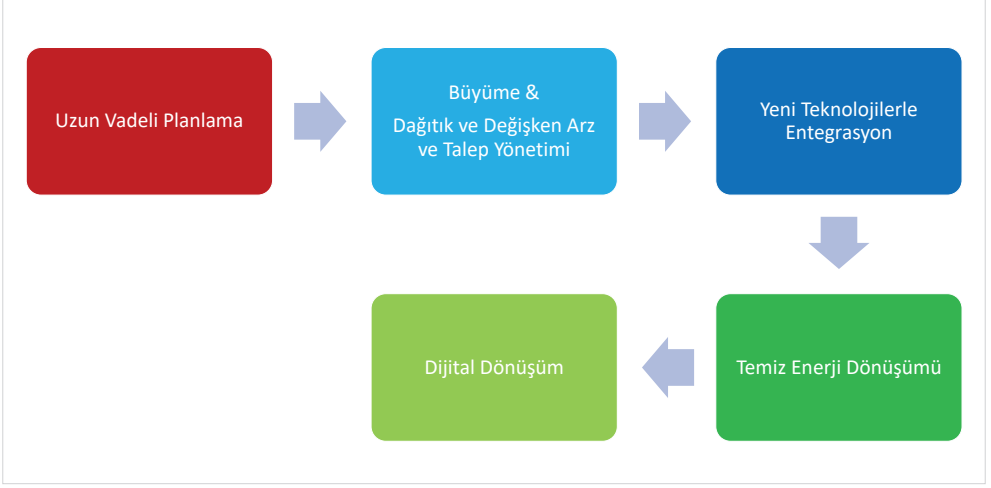 Uzun Vadeli Planlama
Büyüme &
Dağıtık ve Değişken Arz
ve Talep Yönetimi
Yeni Teknolojilerle
Entegrasyon
Temiz Enerji Dönüşümü
Dijital Dönüşüm